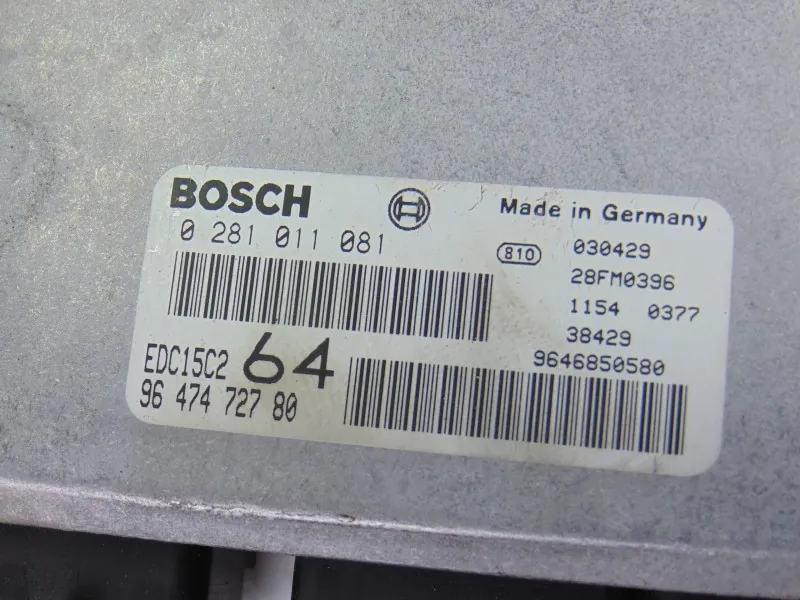 BOSCH
Made in Germany
0 281 011 081
810
030429
28FM0396
1154 0377
38429
9646850580
EDC15C2 64
96 474 727 80